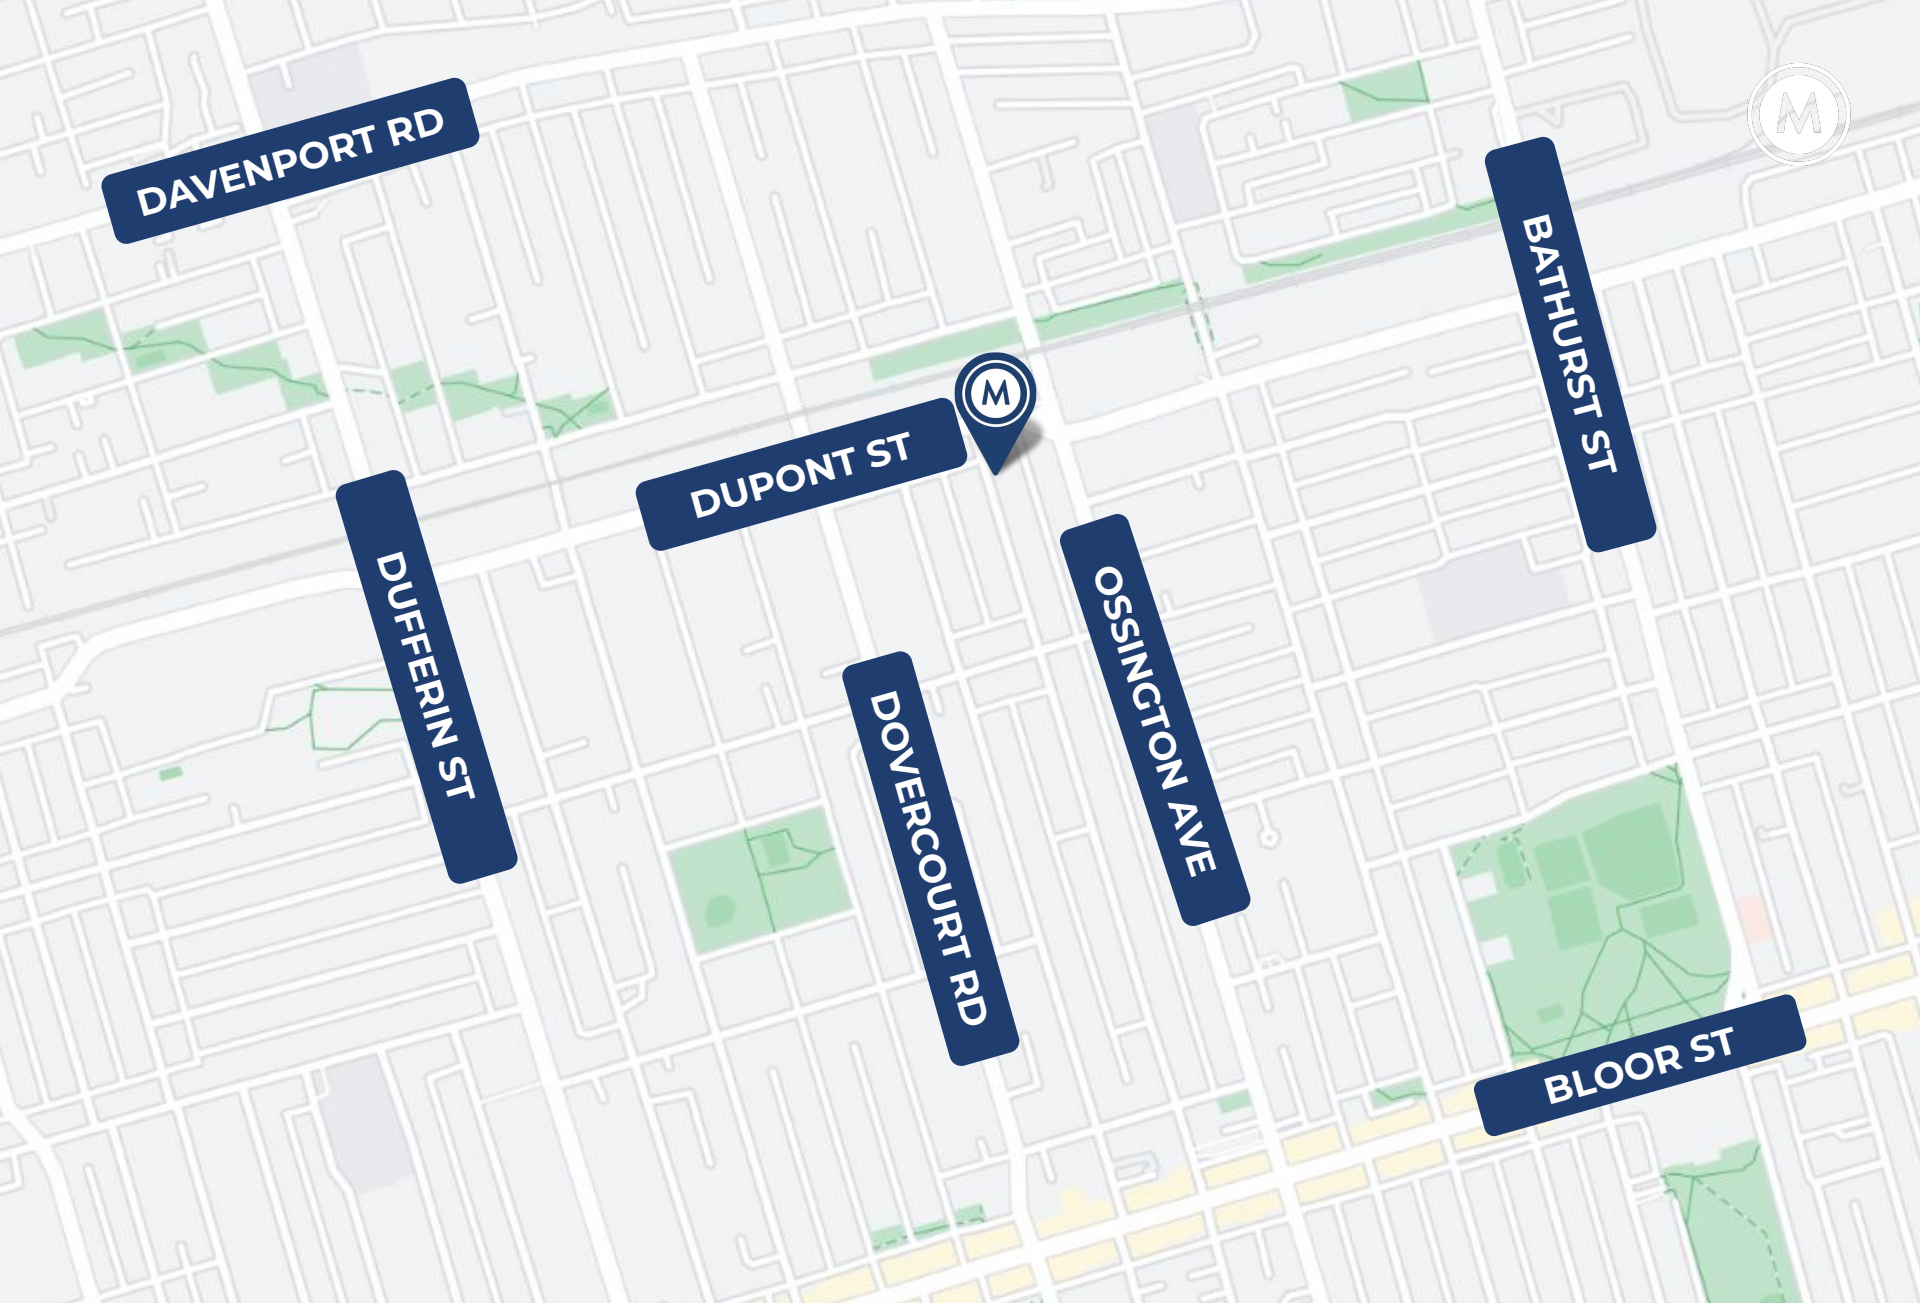 M
DAVENPORT RD
BATHURST ST
M
DUPONT ST
DUFFERIN ST
OSSINGTON AVE
DOVERCOURT RD
BLOOR ST